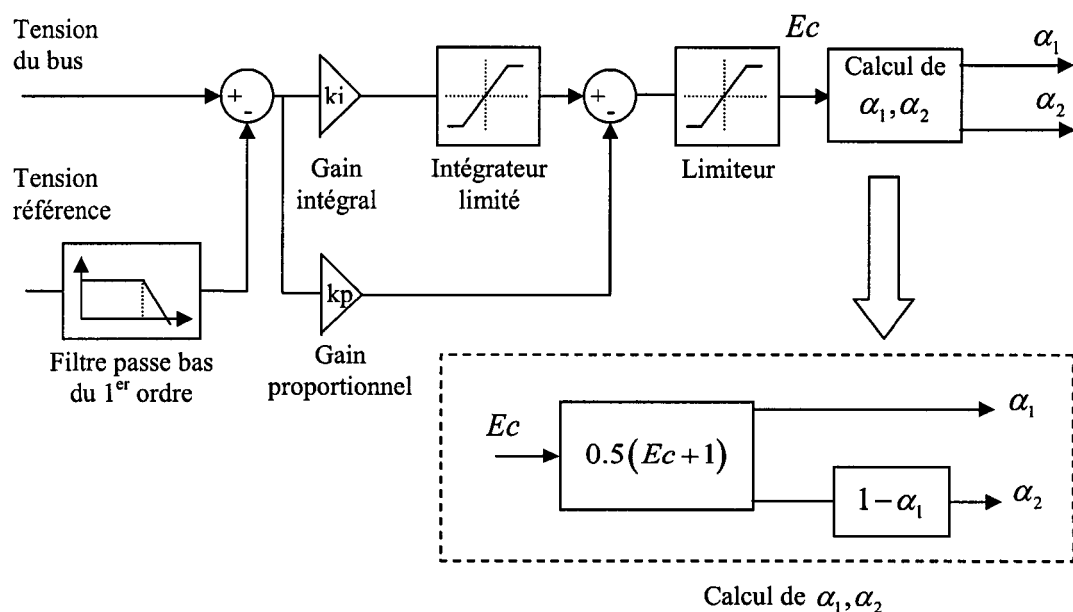 Tension
du bus
+
-
ki
Gain
intégral
Intégrateur
limité
+
-
Limiteur
Ec
Calcul de
α₁, α₂
α₁
α₂
Tension
référence
Filtre passe bas
du 1er ordre
kp
Gain
proportionnel
Ec
0.5(Ec+1)
α₁
1-α₁
α₂
Calcul de α₁, α₂